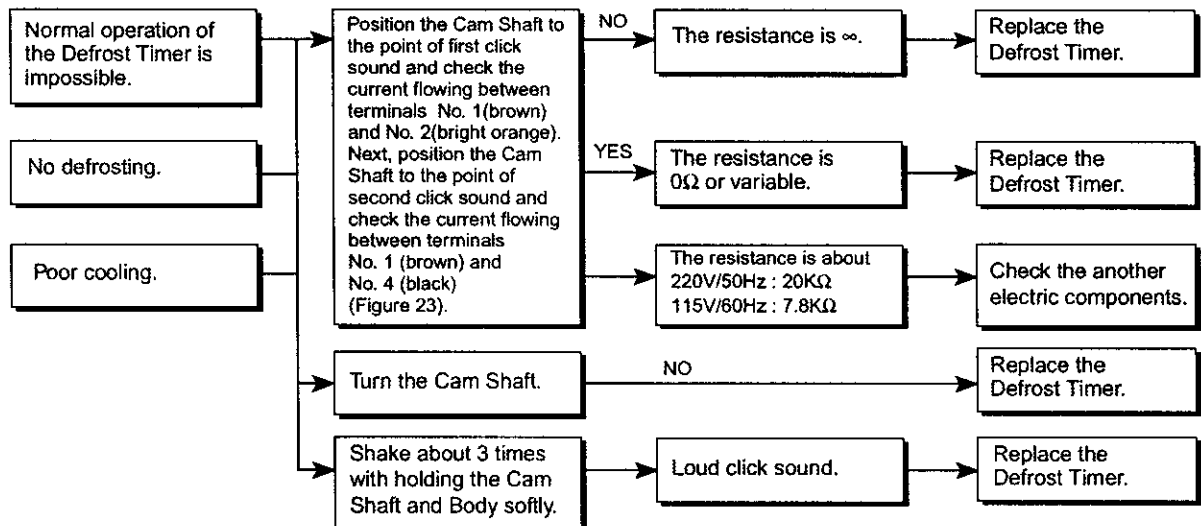 Normal operation of
the Defrost Timer is
impossible.
No defrosting.
Poor cooling.
Position the Cam Shaft to
the point of first click
sound and check the
current flowing between
terminals No. 1(brown)
and No. 2(bright orange).
Next, position the Cam
Shaft to the point of
second click sound and
check the current flowing
between terminals
No. 1 (brown) and
No. 4 (black)
(Figure 23).
NO
The resistance is ∞.
Replace the
Defrost Timer.
YES
The resistance is
0Ω or variable.
Replace the
Defrost Timer.
The resistance is about
220V/50Hz : 20KΩ
115V/60Hz : 7.8KΩ
Check the another
electric components.
Turn the Cam Shaft.
NO
Replace the
Defrost Timer.
Shake about 3 times
with holding the Cam
Shaft and Body softly.
Loud click sound.
Replace the
Defrost Timer.